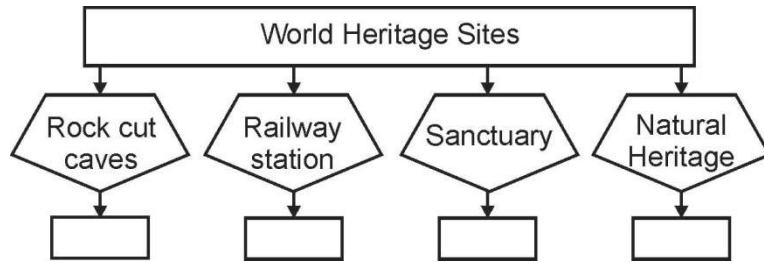 World Heritage Sites
Rock cut
caves
Railway
station
Sanctuary
Natural
Heritage